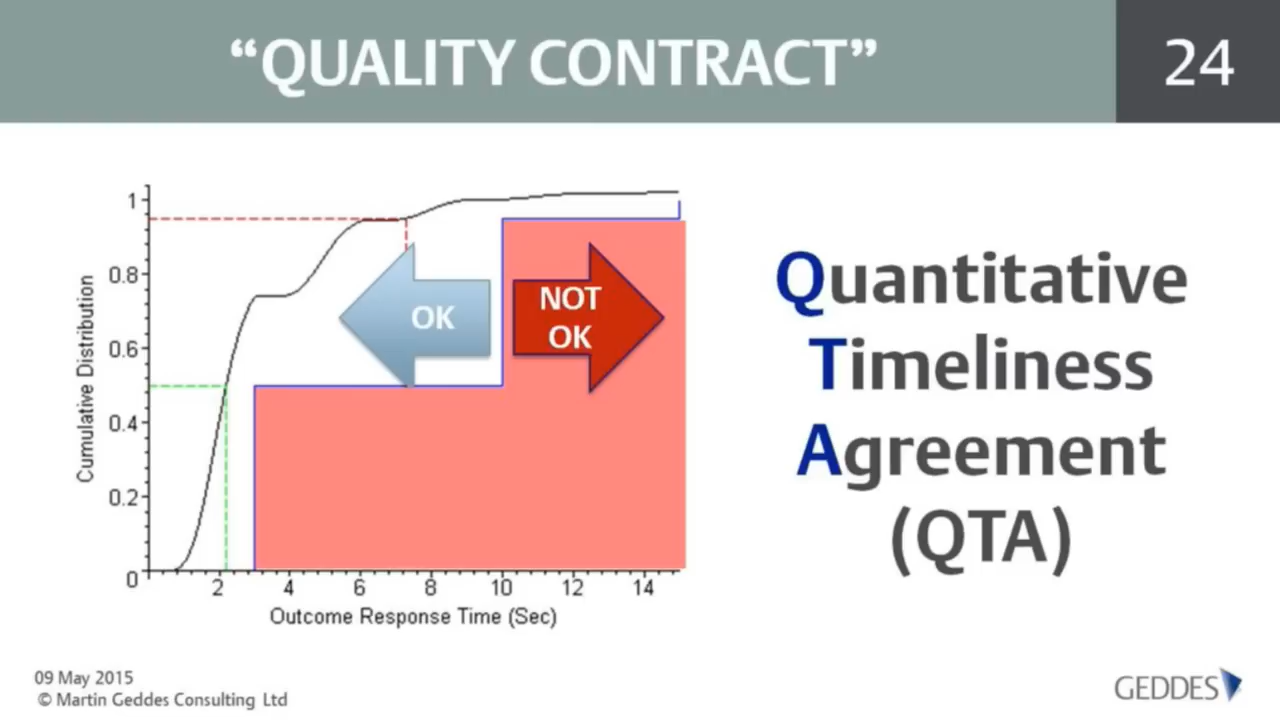 “QUALITY CONTRACT”
24
1
0.8
0.6
0.4
0.2
0
Cumulative Distribution
2 4 6 8 10 12 14
Outcome Response Time (Sec)
OK
NOT
OK
Quantitative
Timeliness
Agreement
(QTA)
09 May 2015
© Martin Geddes Consulting Ltd
GEDDES